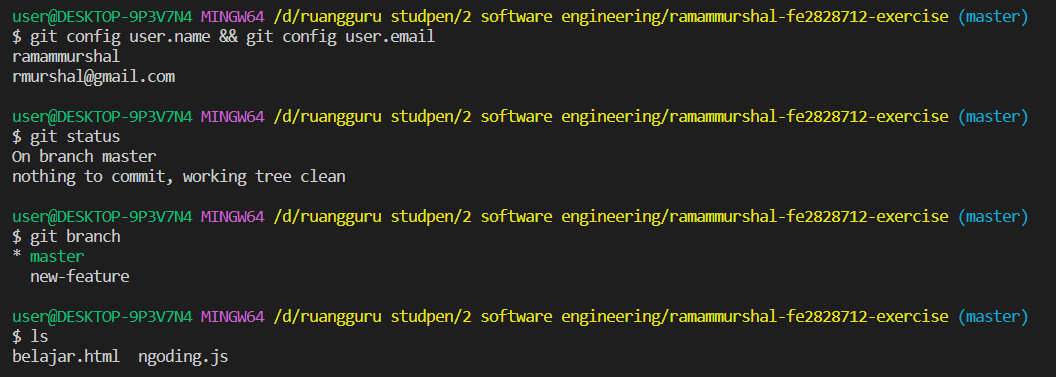 user@DESKTOP-9P3V7N4 MINGW64 /d/ruangguru studpen/2 software engineering/ramammurshal-fe2828712-exercise (master)
$ git config user.name && git config user.email
ramammurshal
rmurshal@gmail.com
user@DESKTOP-9P3V7N4 MINGW64 /d/ruangguru studpen/2 software engineering/ramammurshal-fe2828712-exercise (master)
$ git status
On branch master
nothing to commit, working tree clean
user@DESKTOP-9P3V7N4 MINGW64 /d/ruangguru studpen/2 software engineering/ramammurshal-fe2828712-exercise (master)
$ git branch
* master
  new-feature
user@DESKTOP-9P3V7N4 MINGW64 /d/ruangguru studpen/2 software engineering/ramammurshal-fe2828712-exercise (master)
$ ls
belajar.html  ngoding.js